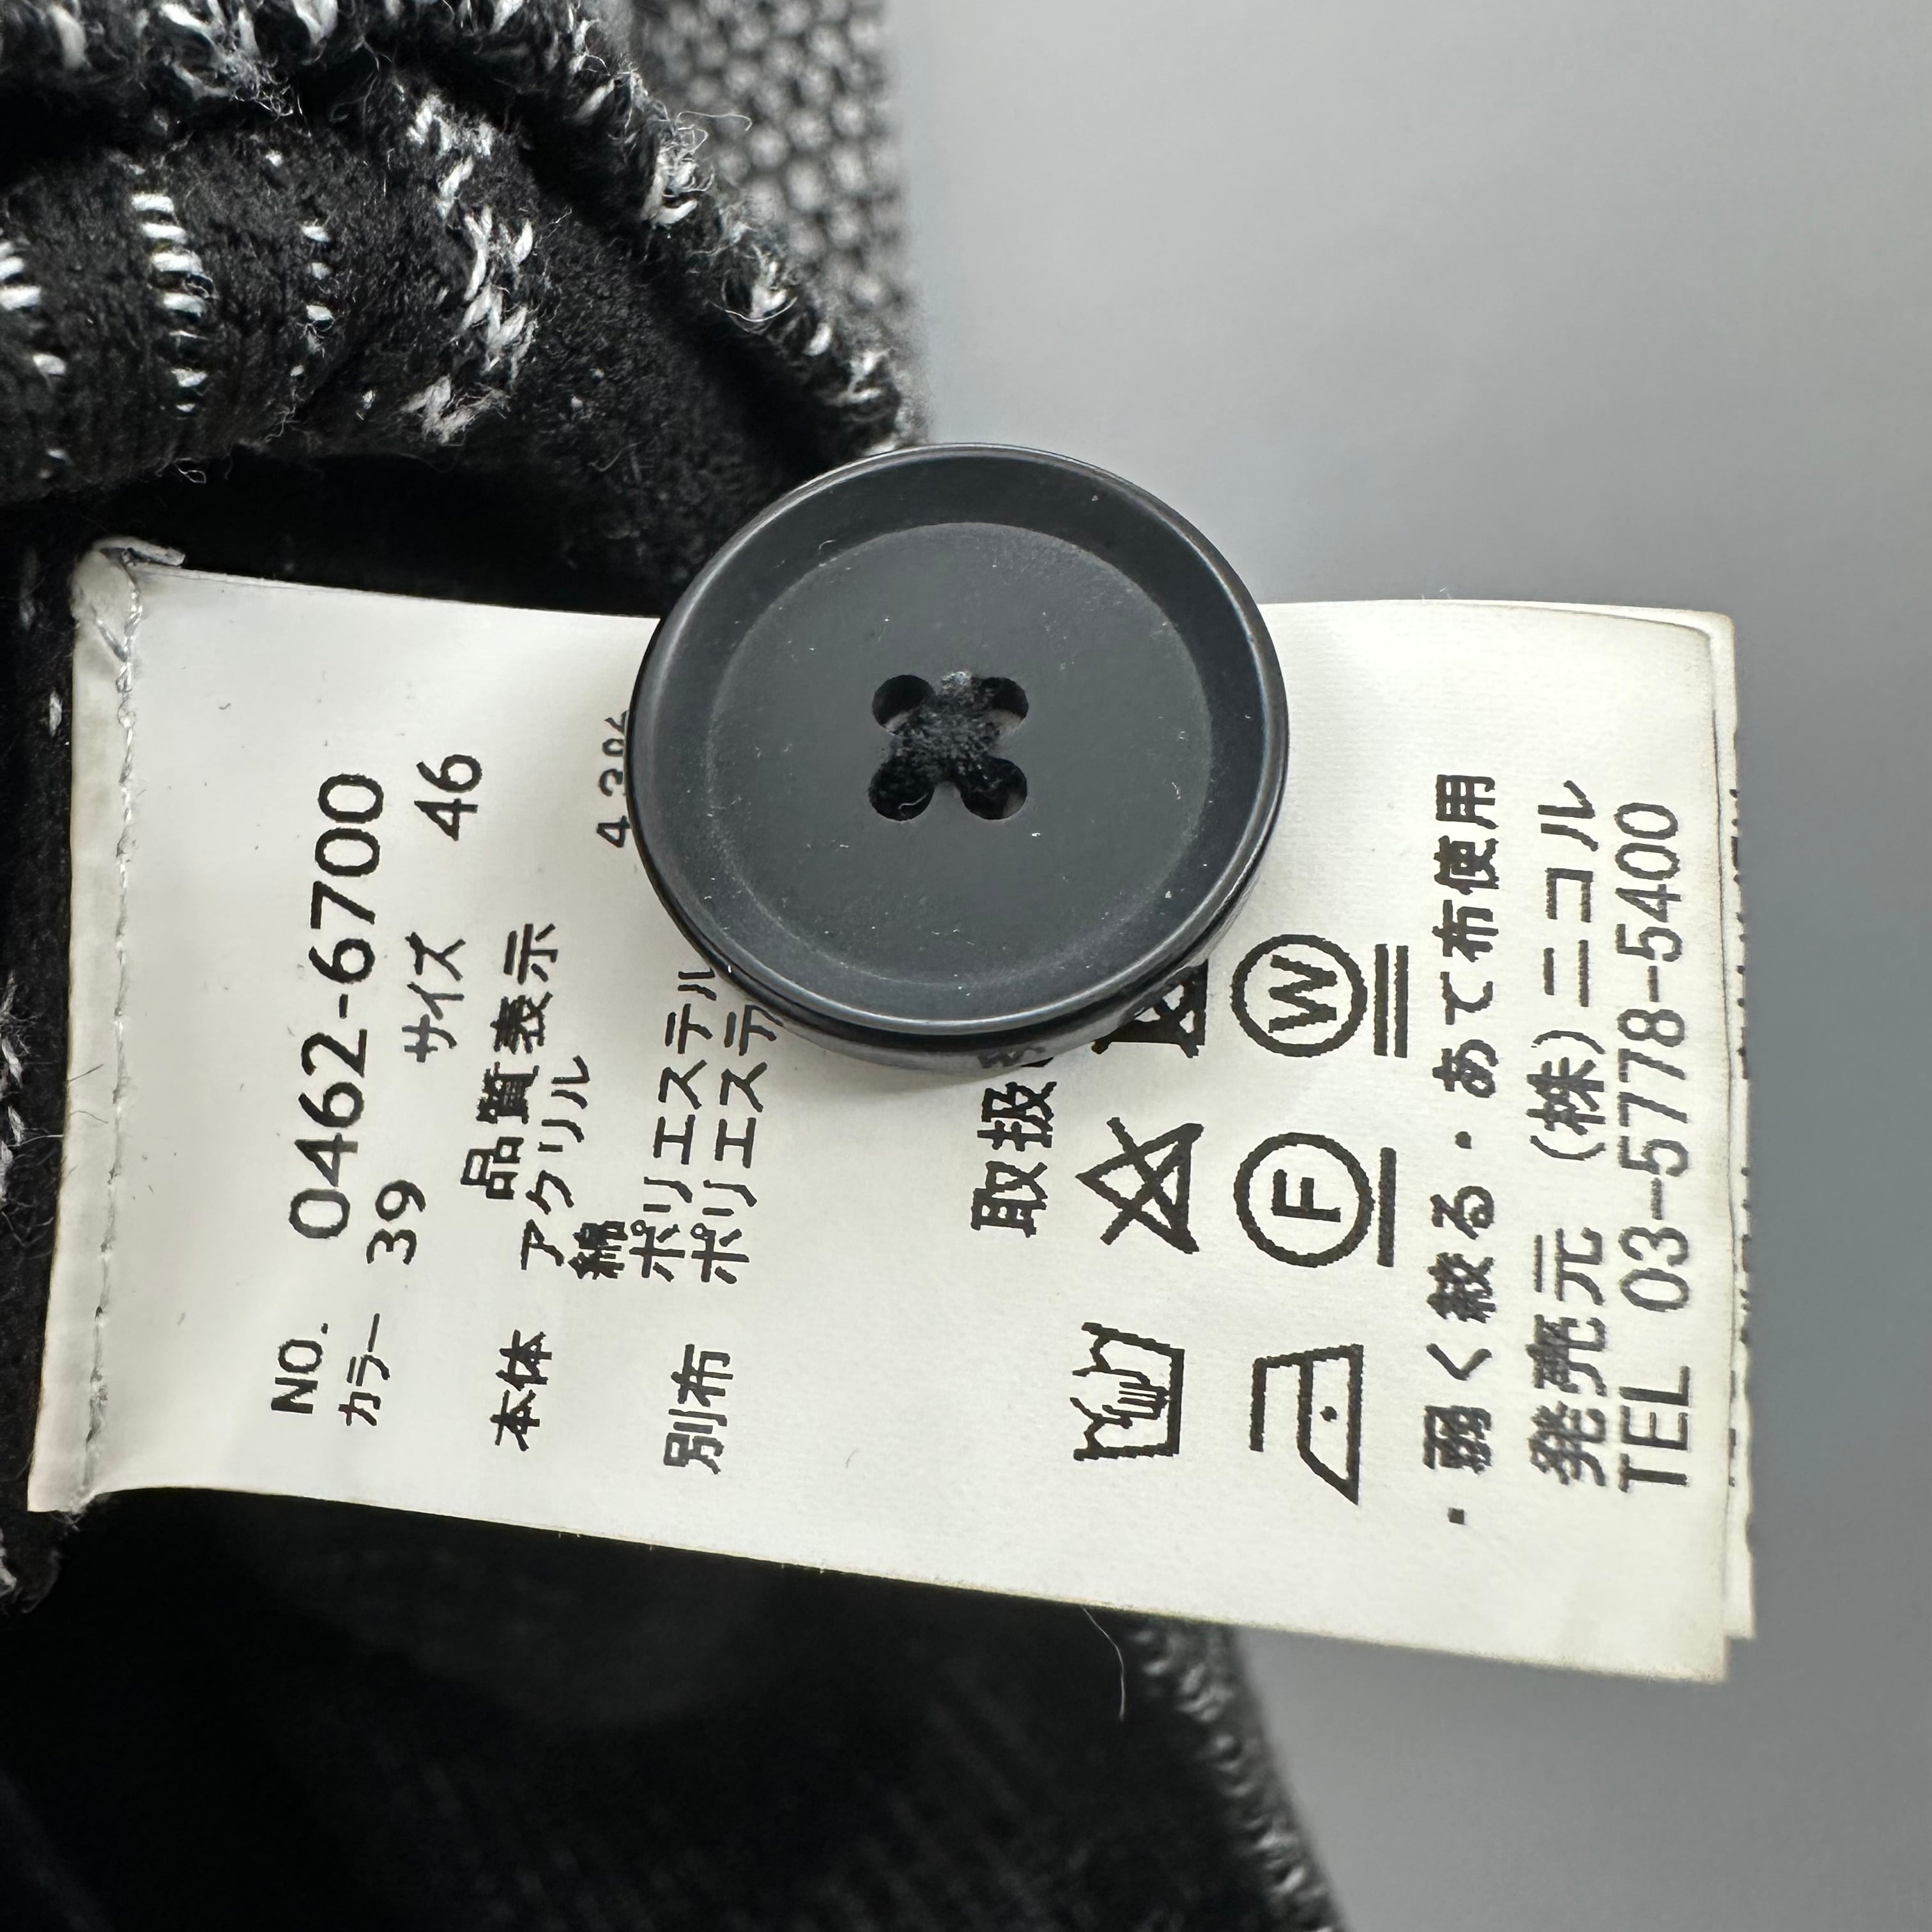 NO. 0462-6700
カラー 39 サイズ 46
品質表示
本体 アクリル
綿
ポリエステル
別布 ポリエステ
取扱
W
F
・弱く絞る・あて布使用
発売元 (株)ニコル
TEL 03-5778-5400